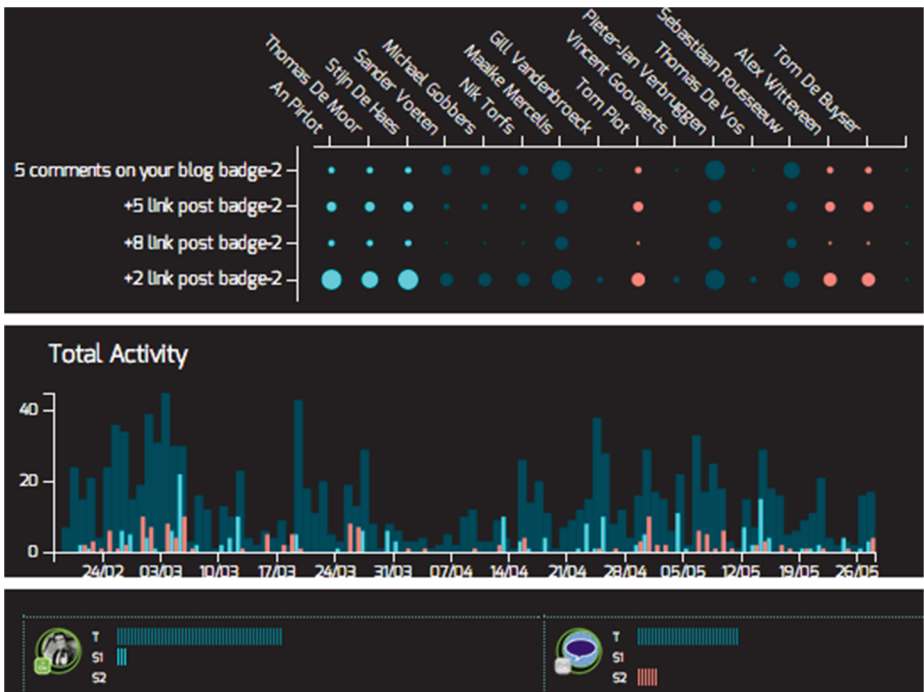 An Pirlot
Thomas De Moor
Stijn De Haes
Sander Voeten
Michael Gobbers
Nik Torfs
Maaike Mercelis
Gill Vandenbroeck
Tom Plot
Vincent Goovaerts
Pieter-Jan Verbruggen
Thomas De Vos
Sebastiaan Rousseeuw
Alex Witteveen
Tom De Buyser
5 comments on your blog badge-2
+5 link post badge-2
+8 link post badge-2
+2 link post badge-2
Total Activity
40
20
0
24/02 03/03 10/03 17/03 24/03 31/03 07/04 14/04 21/04 28/04 05/05 12/05 19/05 26/05
T
S1
S2
T
S1
S2